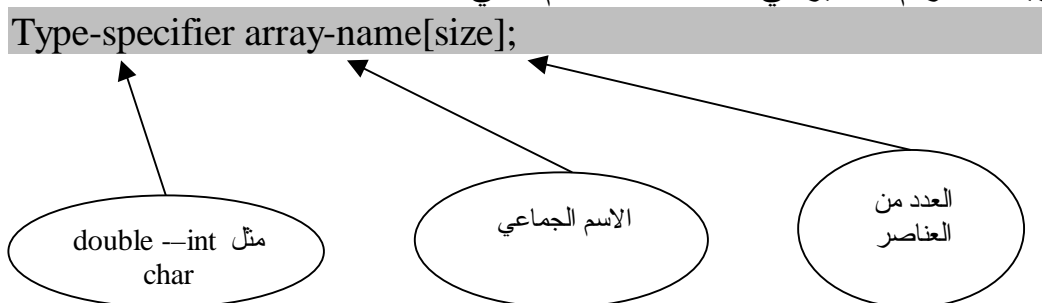 Type-specifier array-name[size];
مثل double -–int
char
الاسم الجماعي
العدد من
العناصر